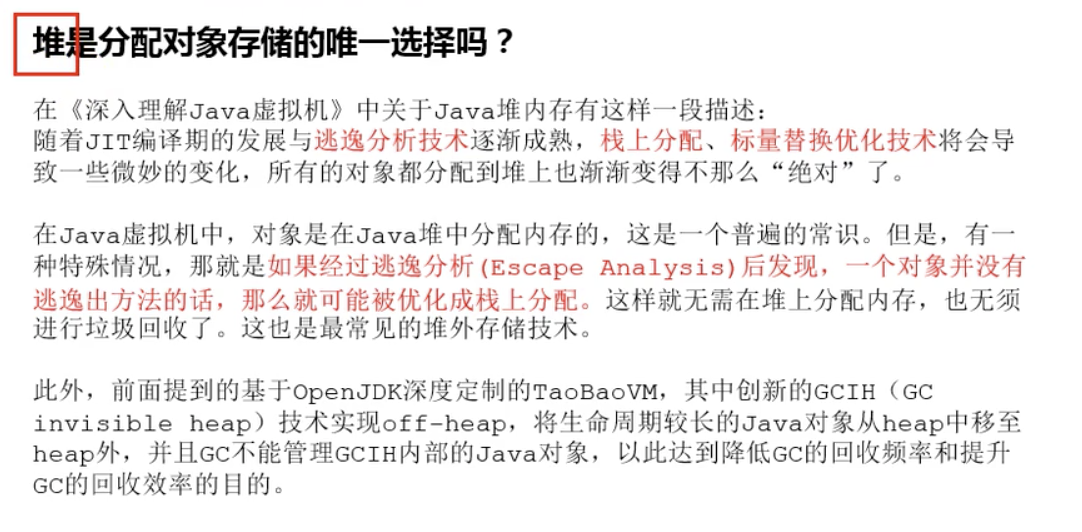 堆是分配对象存储的唯一选择吗？
在《深入理解Java虚拟机》中关于Java堆内存有这样一段描述：
随着JIT编译期的发展与逃逸分析技术逐渐成熟，栈上分配、标量替换优化技术将会导
致一些微妙的变化，所有的对象都分配到堆上也渐渐变得不那么“绝对”了。
在Java虚拟机中，对象是在Java堆中分配内存的，这是一个普遍的常识。但是，有一
种特殊情况，那就是如果经过逃逸分析(Escape Analysis)后发现，一个对象并没有
逃逸出方法的话，那么就可能被优化成栈上分配。这样就无需在堆上分配内存，也无须
进行垃圾回收了。这也是最常见的堆外存储技术。
此外，前面提到的基于OpenJDK深度定制的TaoBaoVM，其中创新的GCIH（GC
invisible heap）技术实现off-heap，将生命周期较长的Java对象从heap中移至
heap外，并且GC不能管理GCIH内部的Java对象，以此达到降低GC的回收频率和提升
GC的回收效率的目的。